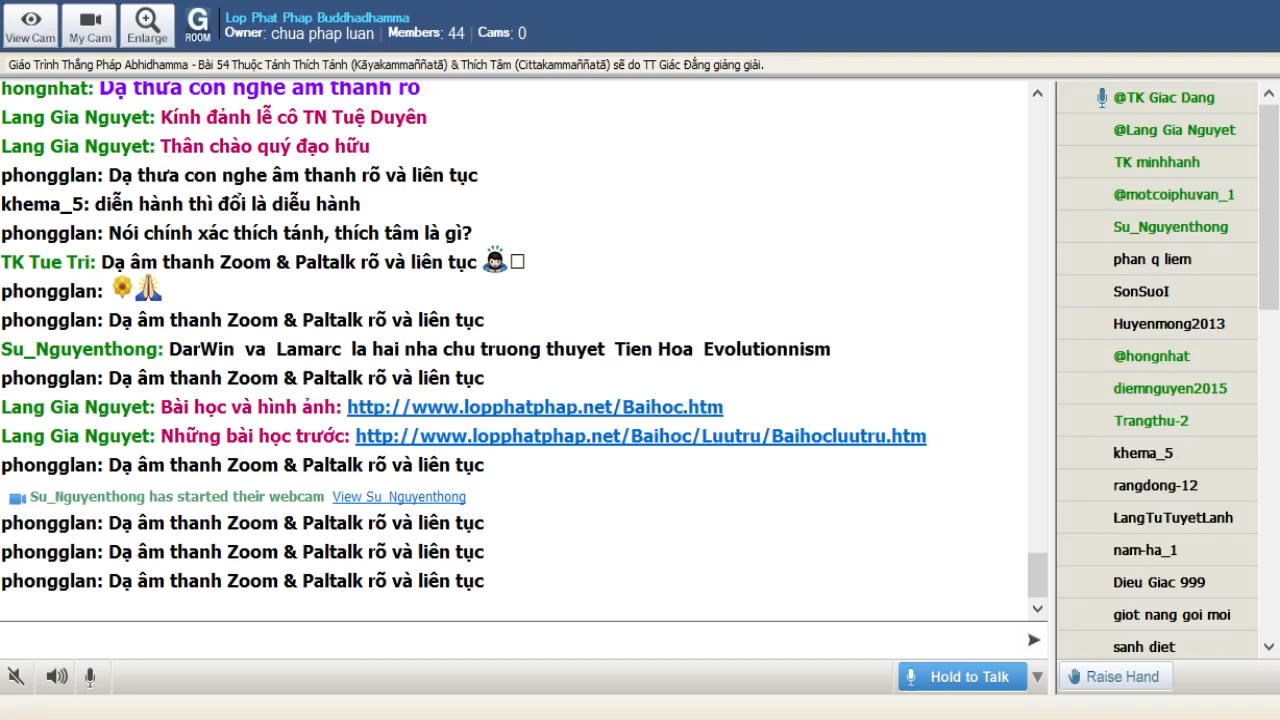 View Cam
My Cam
Enlarge
G
ROOM
Lop Phat Phap Buddhadhamma
Owner: chua phap luan | Members: 44 | Cams: 0
Giáo Trình Thắng Pháp Abhidhamma - Bài 54 Thuộc Tánh Thích Tánh (Kāyakammaññatā) & Thích Tâm (Cittakammaññatā) sẽ do TT Giác Đẳng giảng giải.
hongnhat: Dạ thưa con nghe âm thanh rõ
Lang Gia Nguyet: Kính đảnh lễ cô TN Tuệ Duyên
Lang Gia Nguyet: Thân chào quý đạo hữu
phongglan: Dạ thưa con nghe âm thanh rõ và liên tục
khema_5: diễn hành thì đổi là diễu hành
phongglan: Nói chính xác thích tánh, thích tâm là gì?
TK Tue Tri: Dạ âm thanh Zoom & Paltalk rõ và liên tục
phongglan:
phongglan: Dạ âm thanh Zoom & Paltalk rõ và liên tục
Su_Nguyenthong: DarWin va Lamarc la hai nha chu truong thuyet Tien Hoa Evolutionnism
phongglan: Dạ âm thanh Zoom & Paltalk rõ và liên tục
Lang Gia Nguyet: Bài học và hình ảnh: http://www.lopphatphap.net/Baihoc.htm
Lang Gia Nguyet: Những bài học trước: http://www.lopphatphap.net/Baihoc/Luutru/Baihocluutru.htm
phongglan: Dạ âm thanh Zoom & Paltalk rõ và liên tục
Su_Nguyenthong has started their webcam View Su_Nguyenthong
phongglan: Dạ âm thanh Zoom & Paltalk rõ và liên tục
phongglan: Dạ âm thanh Zoom & Paltalk rõ và liên tục
phongglan: Dạ âm thanh Zoom & Paltalk rõ và liên tục
@TK Giac Dang
@Lang Gia Nguyet
TK minhhanh
@motcoiphuvan_1
Su_Nguyenthong
phan q liem
SonSuoI
Huyenmong2013
@hongnhat
diemnguyen2015
Trangthu-2
khema_5
rangdong-12
LangTuTuyetLanh
nam-ha_1
Dieu Giac 999
giot nang goi moi
sanh diet
Hold to Talk
Raise Hand